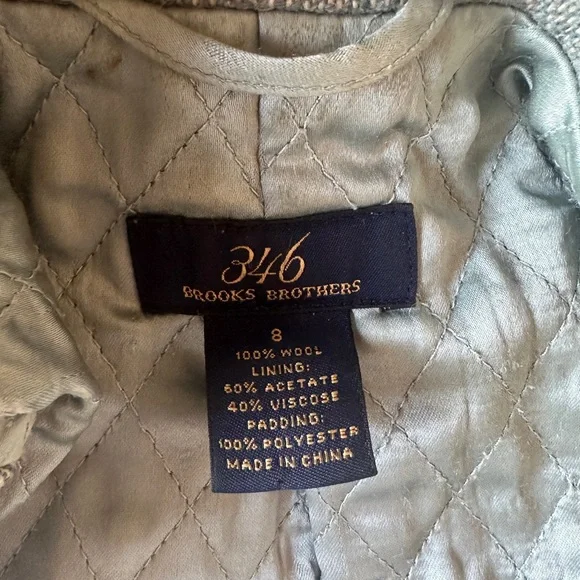 346
BROOKS BROTHERS
8
100% WOOL
LINING:
60% ACETATE
40% VISCOSE
PADDING:
100% POLYESTER
MADE IN CHINA